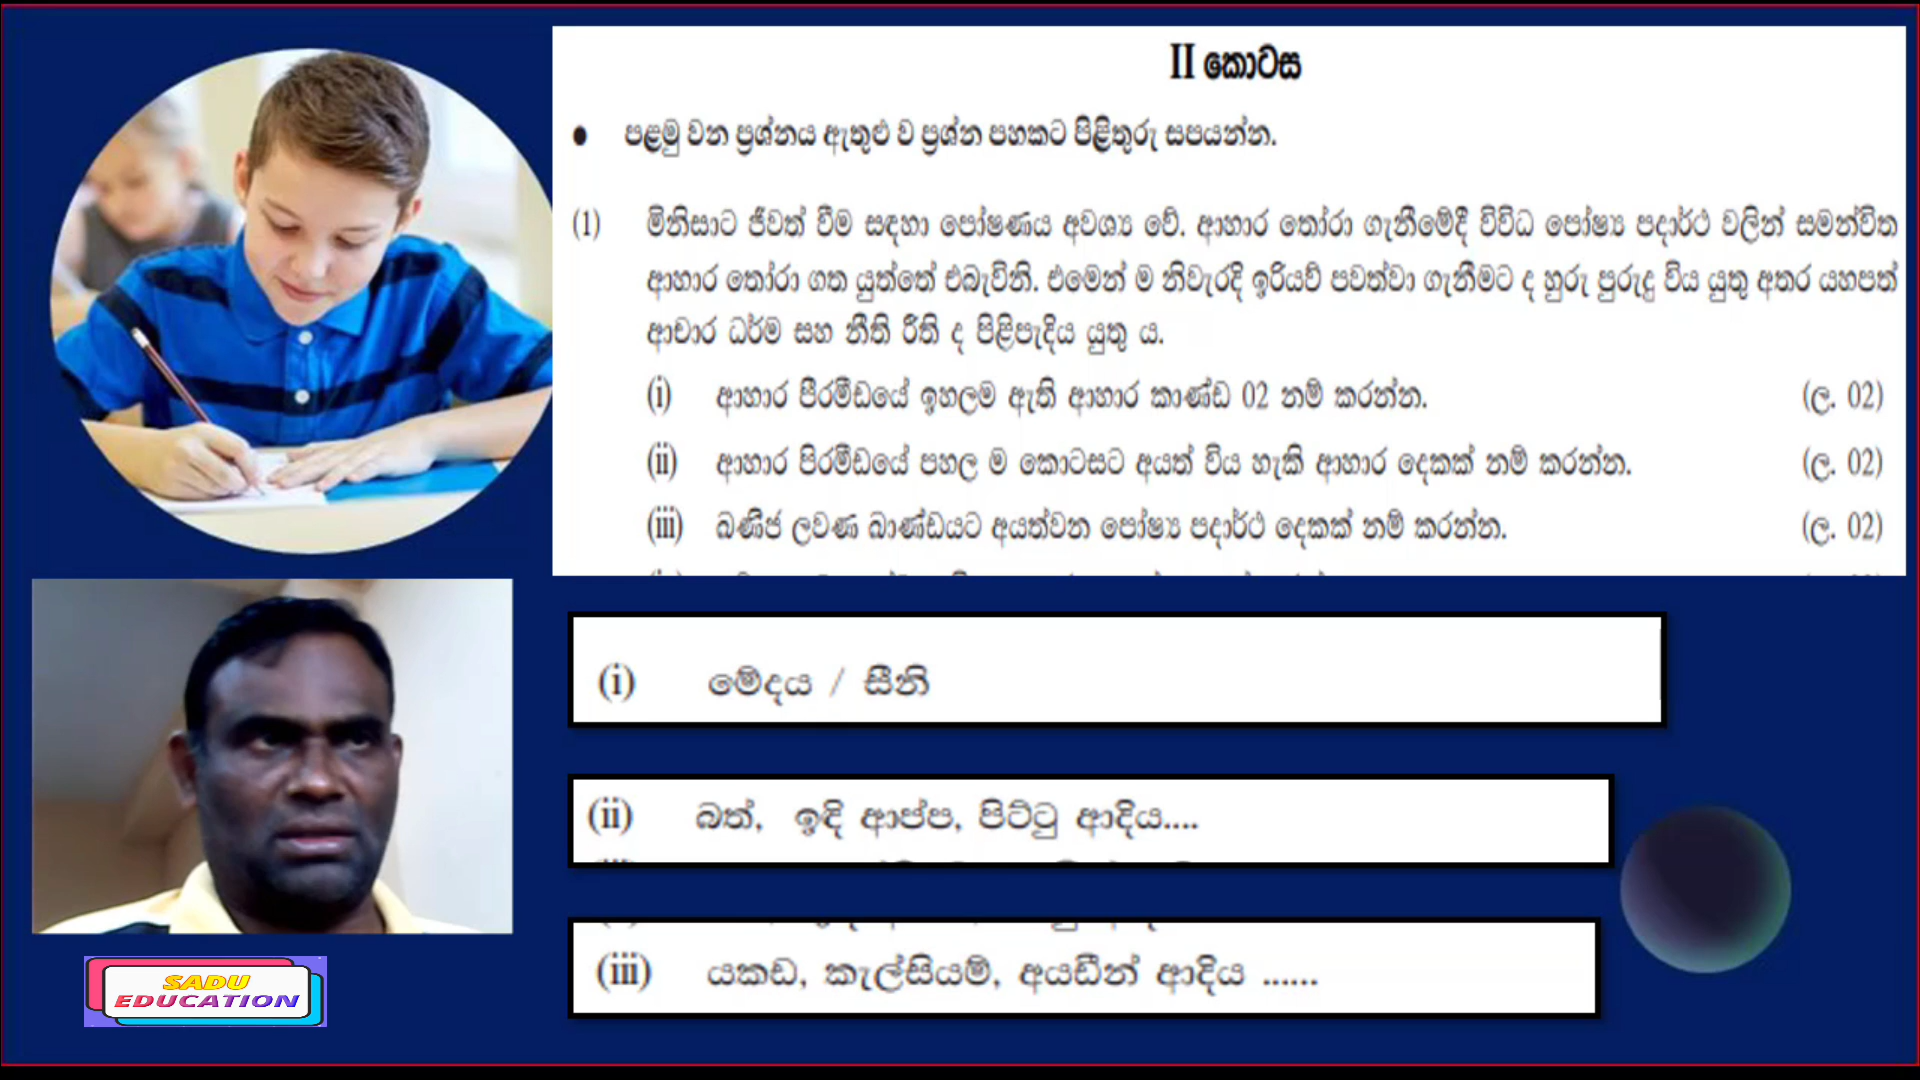 II කොටස
● පළමු වන ප්‍රශ්නය ඇතුළු ව ප්‍රශ්න පහකට පිළිතුරු සපයන්න.
(1) මිනිසාට ජීවත් වීම සඳහා පෝෂණය අවශ්‍ය වේ. ආහාර තෝරා ගැනීමේදී විවිධ පෝෂ්‍ය පදාර්ථ වලින් සමන්විත
ආහාර තෝරා ගත යුත්තේ එබැවිනි. එමෙන් ම නිවැරදි ඉරියව් පවත්වා ගැනීමට ද හුරු පුරුදු විය යුතු අතර යහපත්
ආචාර ධර්ම සහ නීති රීති ද පිළිපැදිය යුතු ය.
(i) ආහාර පිරමීඩයේ ඉහලම ඇති ආහාර කාණ්ඩ 02 නම් කරන්න. (ල. 02)
(ii) ආහාර පිරමීඩයේ පහල ම කොටසට අයත් විය හැකි ආහාර දෙකක් නම් කරන්න. (ල. 02)
(iii) ඛණිජ ලවණ ඛාණ්ඩයට අයත්වන පෝෂ්‍ය පදාර්ථ දෙකක් නම් කරන්න. (ල. 02)
(i) මේදය / සීනි
(ii) බත්, ඉඳි ආප්ප, පිට්ටු ආදිය....
(iii) යකඩ, කැල්සියම්, අයඩීන් ආදිය ......
SADU
EDUCATION